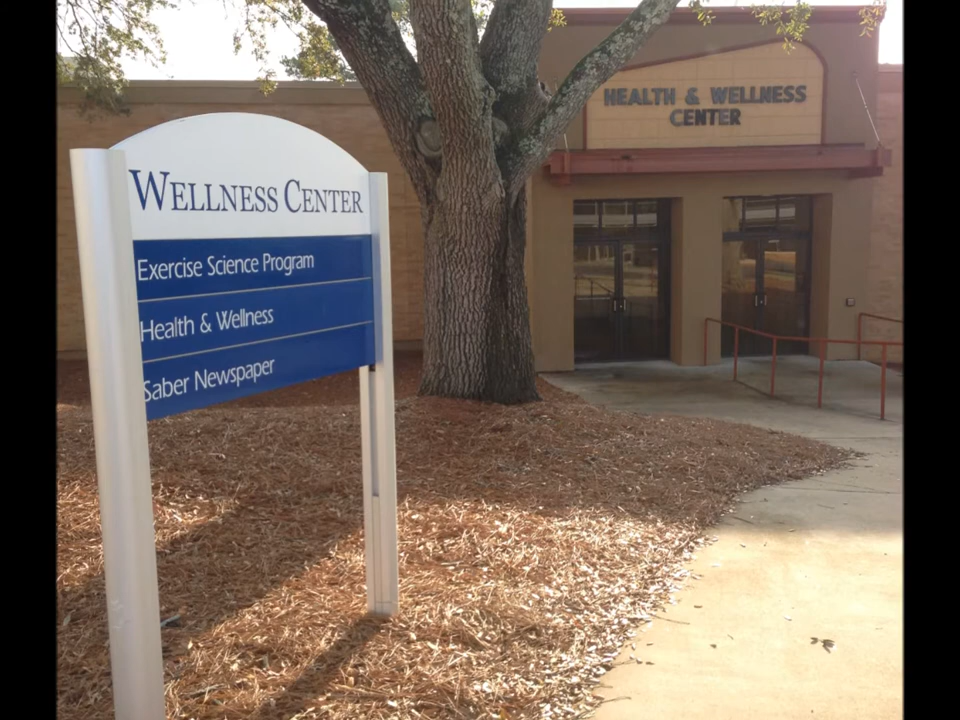 WELLNESS CENTER
Exercise Science Program
Health & Wellness
Saber Newspaper
HEALTH & WELLNESS
CENTER